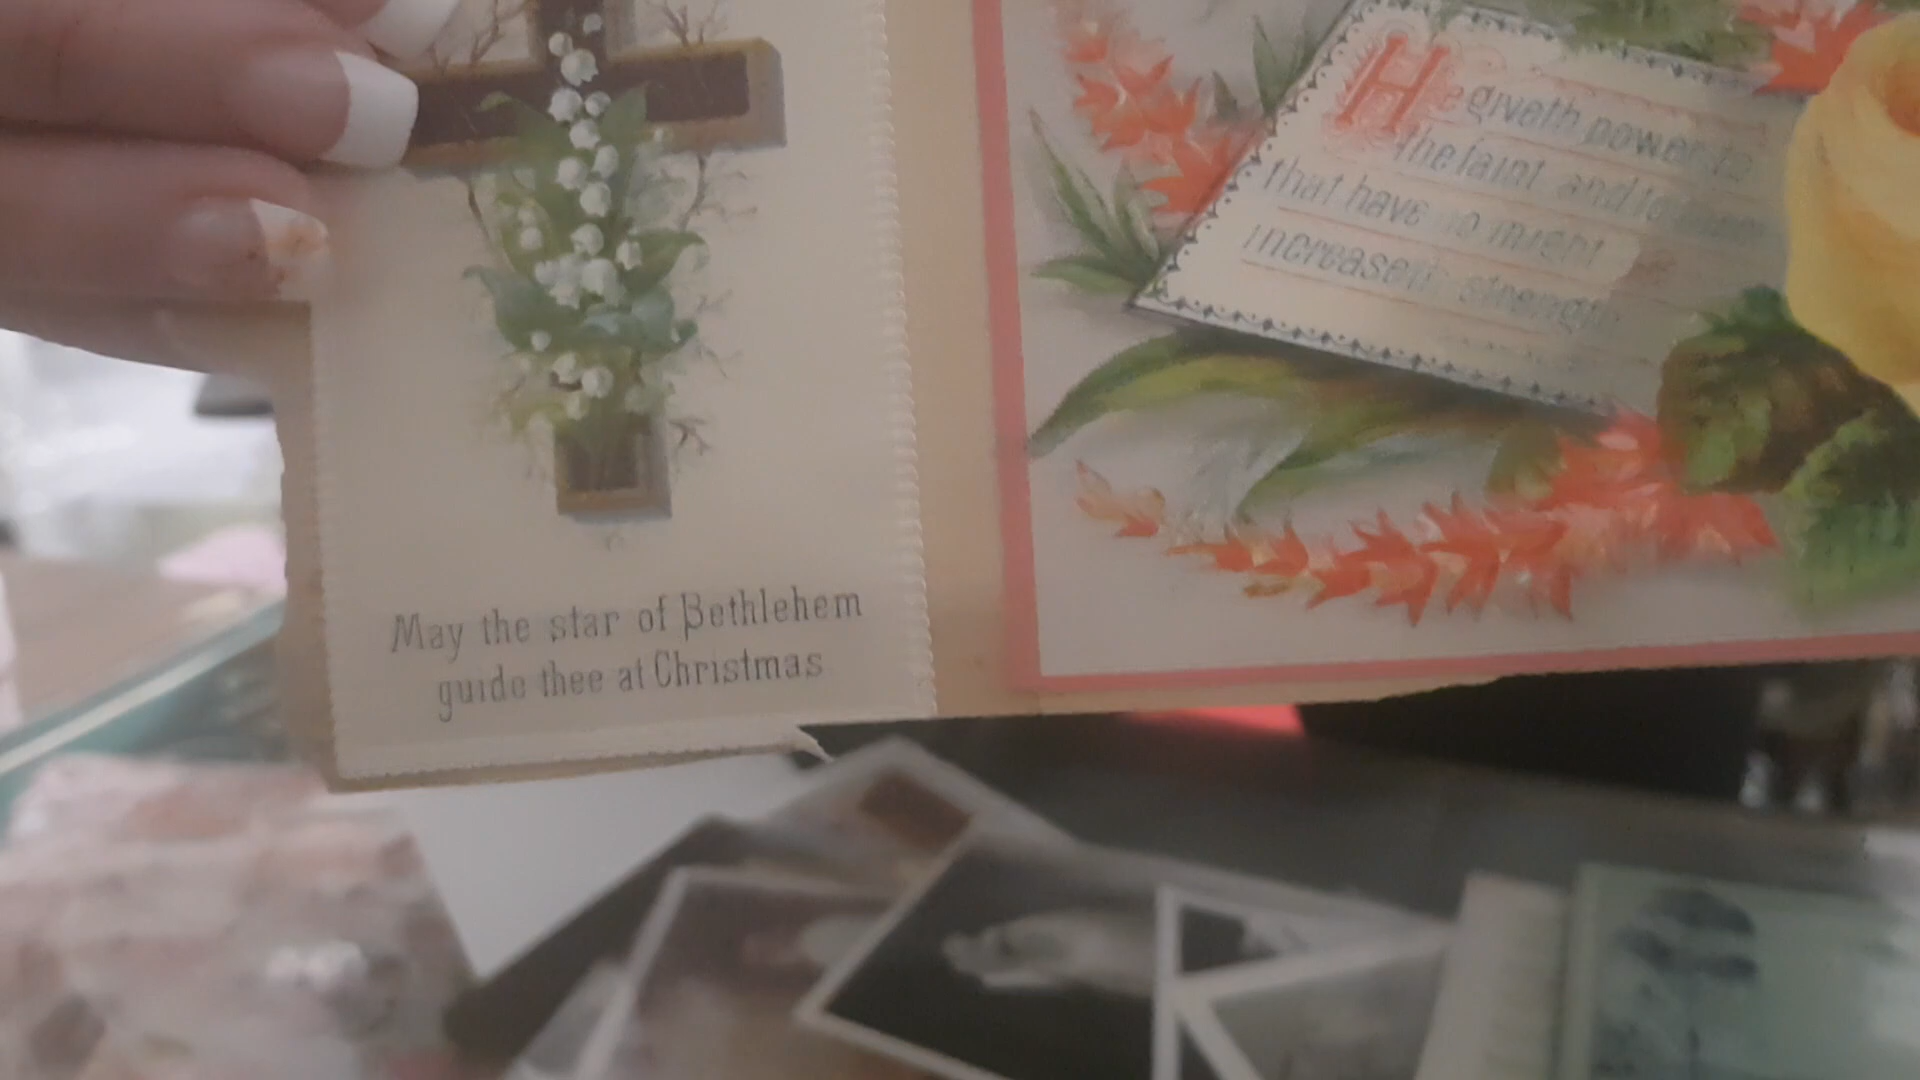 May the star of Bethlehem
guide thee at Christmas
He giveth power to
the faint and to
that have no might
increaseth strength